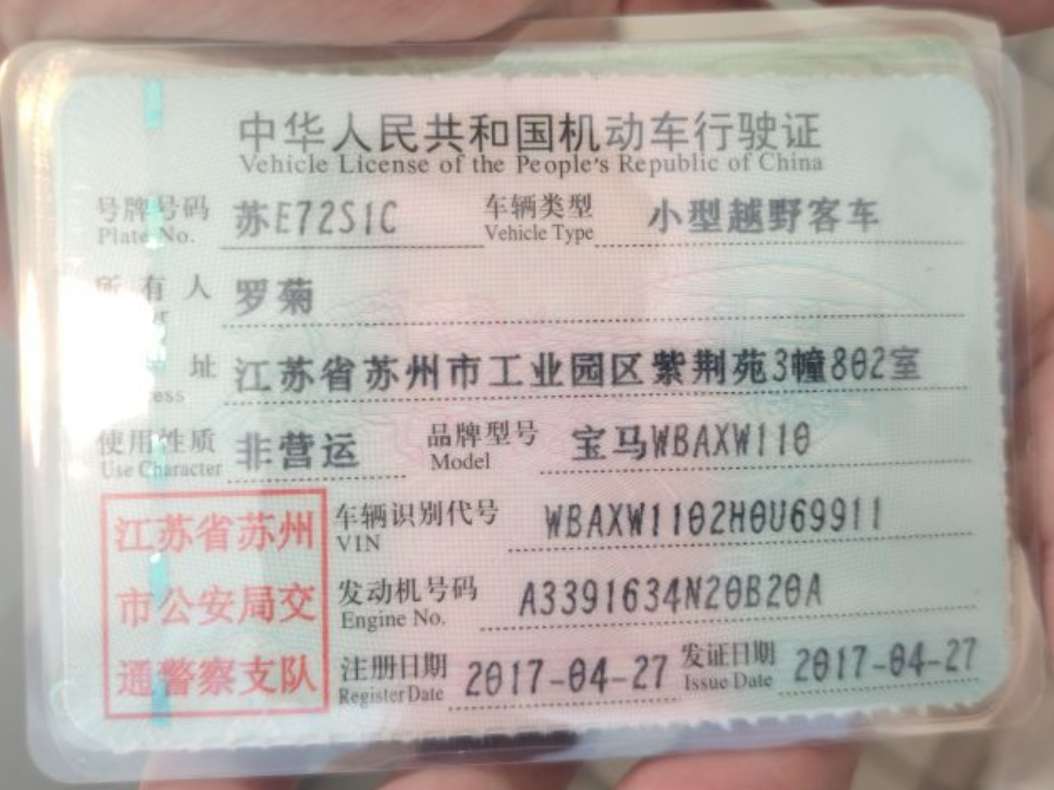 中华人民共和国机动车行驶证
Vehicle License of the People's Republic of China
号牌号码 苏E72S1C 车辆类型 小型越野客车
Plate No. Vehicle Type
所有人 罗菊
址 江苏省苏州市工业园区紫荆苑3幢802室
使用性质 非营运 品牌型号 宝马WBAXW110
Use Character Model
江苏省苏州 车辆识别代号 WBAXW1102H0U69911
VIN
市公安局交 发动机号码 A3391634N20B20A
Engine No.
通警察支队 注册日期 2017-04-27 发证日期 2017-04-27
Register Date Issue Date